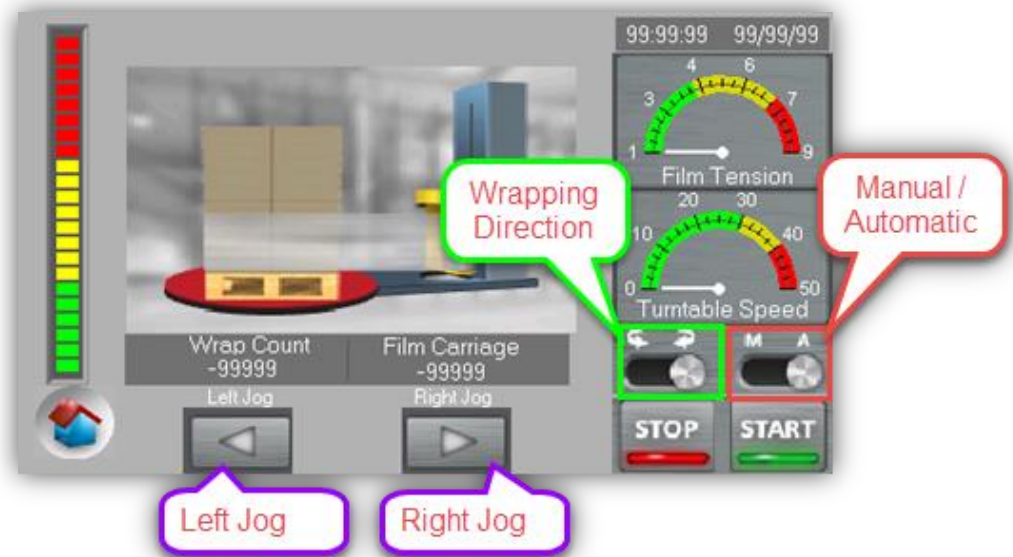 99:99:99 99/99/99
4 6
3 7
1 9
Film Tension
Wrapping
Direction
Manual /
Automatic
20 30
10 40
0 50
Turntable Speed
M A
Wrap Count
-99999
Film Carriage
-99999
Left Jog
Right Jog
STOP
START
Left Jog
Right Jog